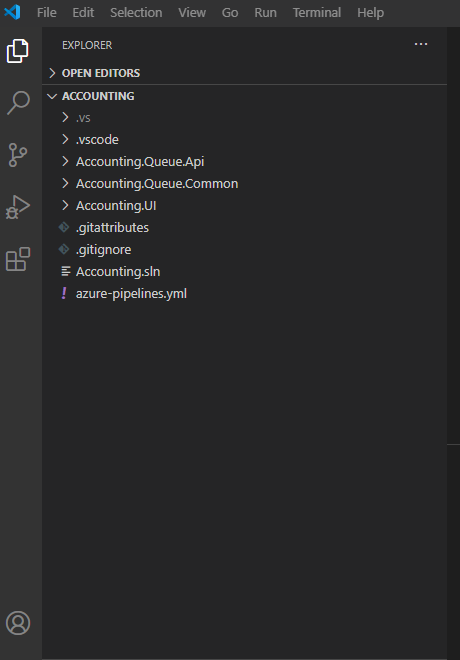 File Edit Selection View Go Run Terminal Help
EXPLORER
OPEN EDITORS
ACCOUNTING
.vs
.vscode
Accounting.Queue.Api
Accounting.Queue.Common
Accounting.UI
.gitattributes
.gitignore
Accounting.sln
azure-pipelines.yml